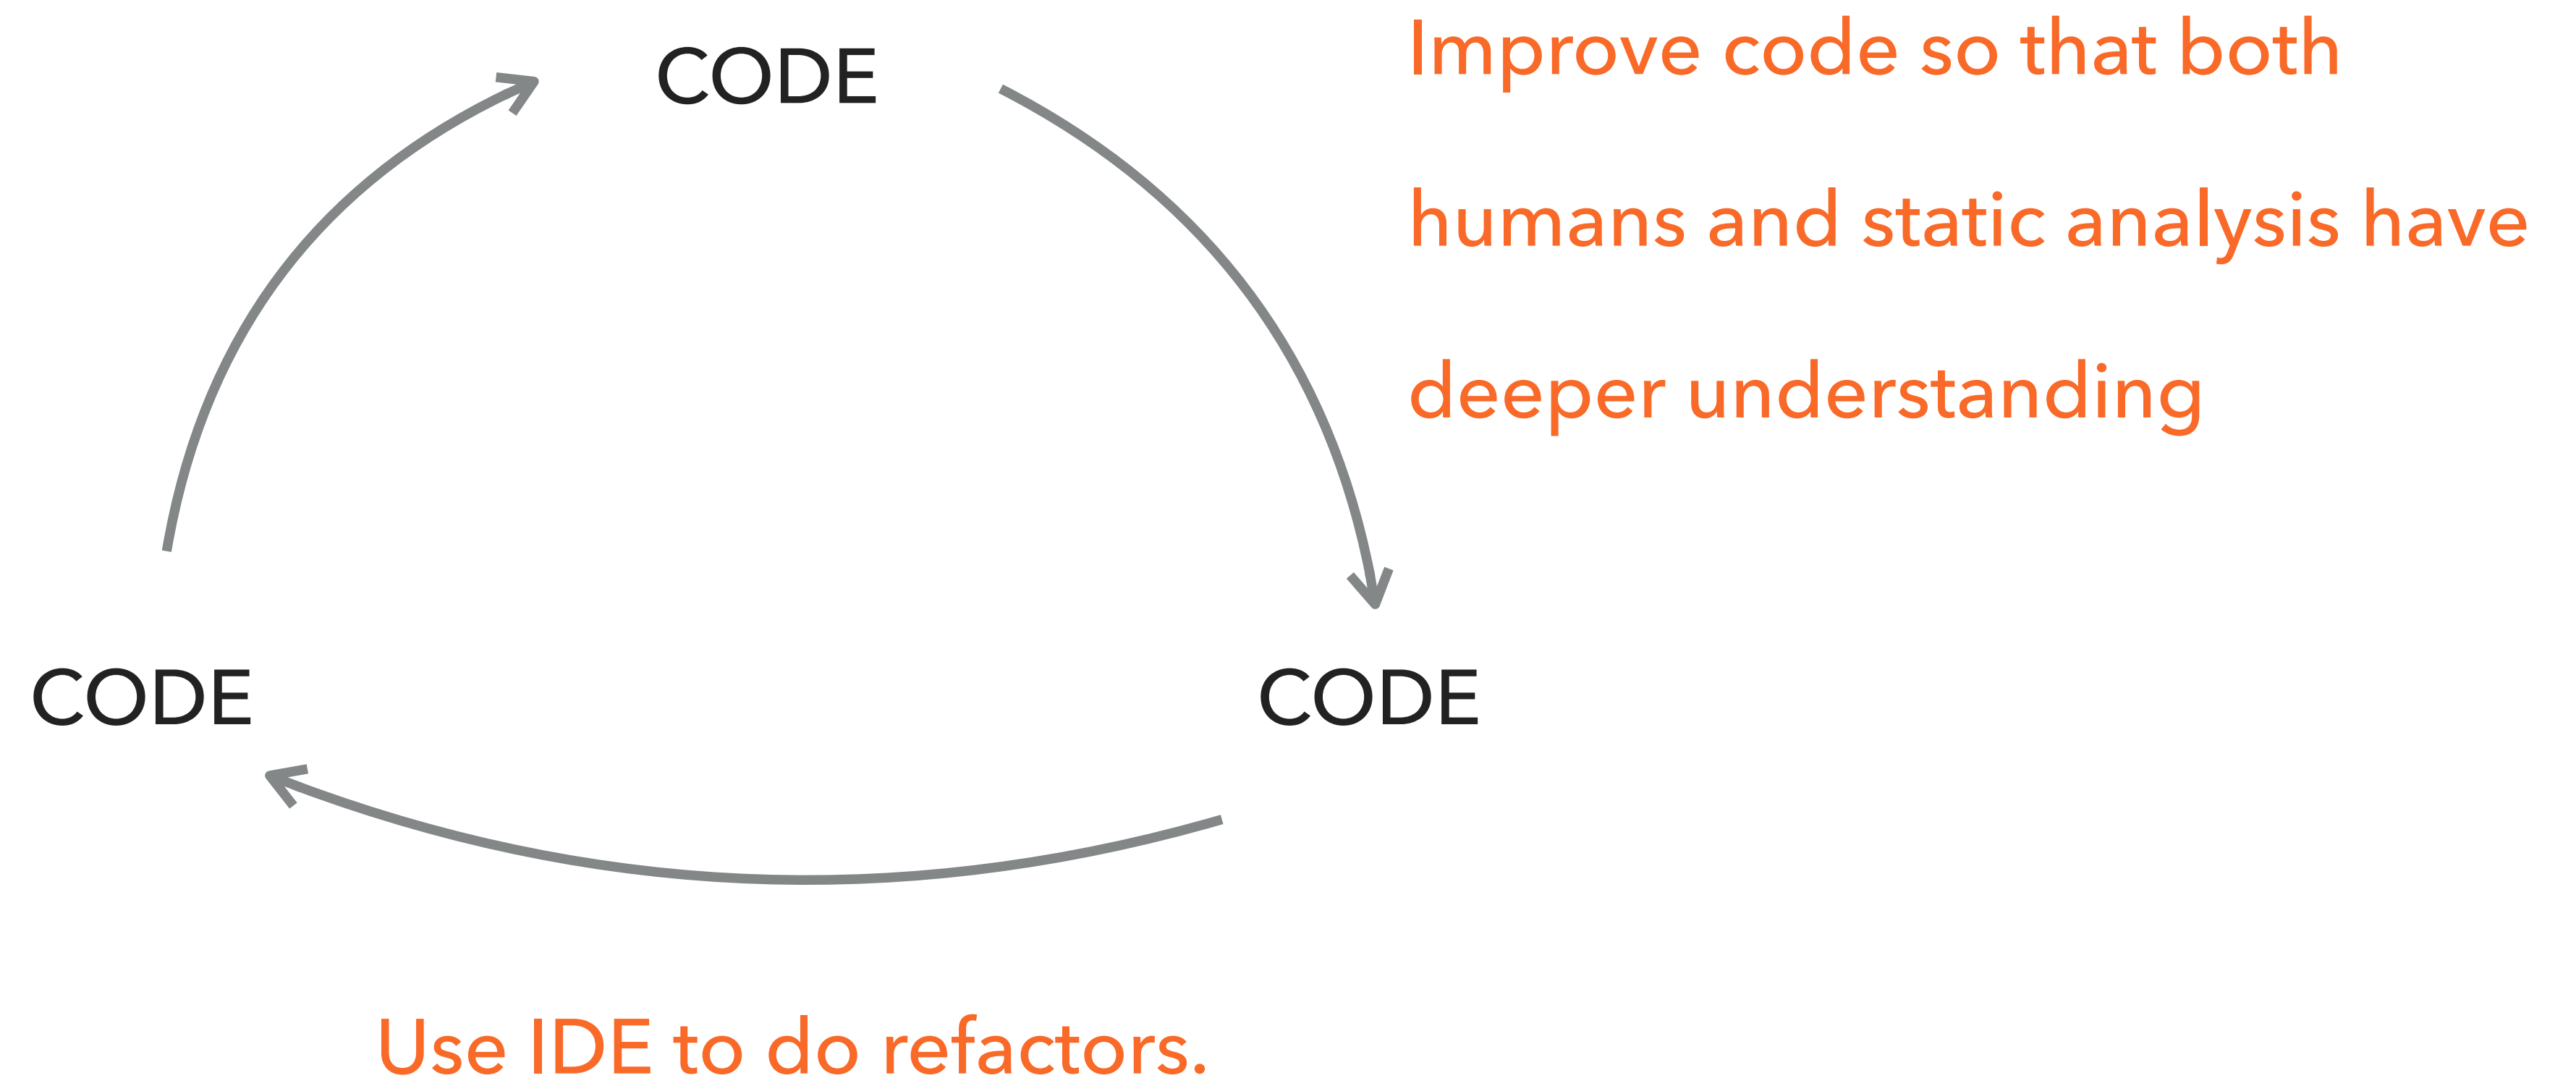 CODE
Improve code so that both
humans and static analysis have
deeper understanding
CODE
CODE
Use IDE to do refactors.